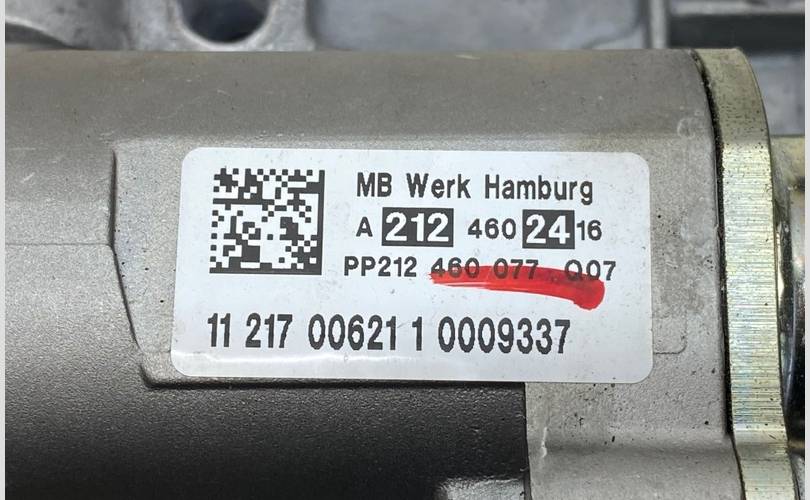 MB Werk Hamburg
A 212 460 24 16
PP212 460 077 Q07
11 217 00621 1 0009337